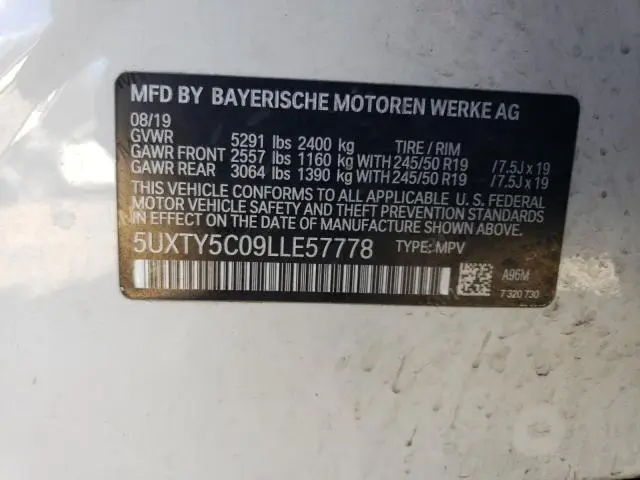 MFD BY BAYERISCHE MOTOREN WERKE AG
08/19
GVWR 5291 lbs 2400 kg TIRE / RIM
GAWR FRONT 2557 lbs 1160 kg WITH 245/50 R19 /7.5J x 19
GAWR REAR 3064 lbs 1390 kg WITH 245/50 R19 /7.5J x 19
THIS VEHICLE CONFORMS TO ALL APPLICABLE U. S. FEDERAL
MOTOR VEHICLE SAFETY, BUMPER, AND THEFT PREVENTION
STANDARDS IN EFFECT ON THE DATE OF MANUFACTURE SHOWN ABOVE.
5UXTY5C09LLE57778 TYPE: MPV
A96M
7 320 730